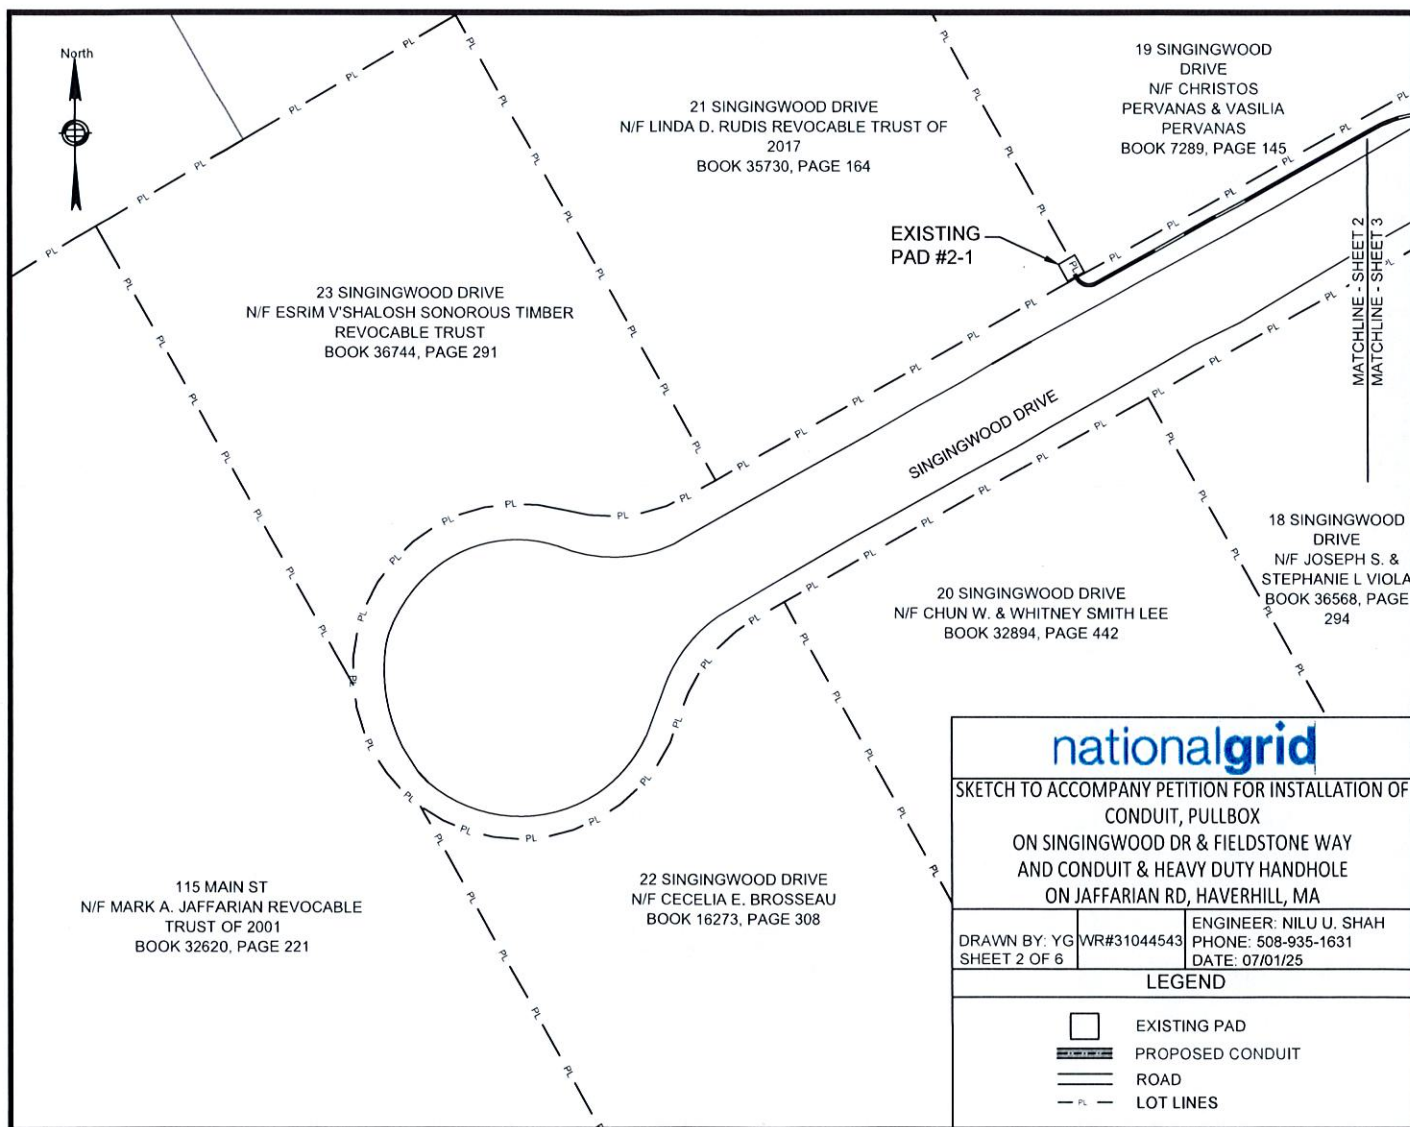 North
21 SINGINGWOOD DRIVE
N/F LINDA D. RUDIS REVOCABLE TRUST OF
2017
BOOK 35730, PAGE 164
19 SINGINGWOOD
DRIVE
N/F CHRISTOS
PERVANAS & VASILIA
PERVANAS
BOOK 7289, PAGE 145
EXISTING
PAD #2-1
23 SINGINGWOOD DRIVE
N/F ESRIM V'SHALOSH SONOROUS TIMBER
REVOCABLE TRUST
BOOK 36744, PAGE 291
MATCHLINE - SHEET 2
MATCHLINE - SHEET 3
SINGINGWOOD DRIVE
18 SINGINGWOOD
DRIVE
N/F JOSEPH S. &
STEPHANIE L VIOLA
BOOK 36568, PAGE
294
20 SINGINGWOOD DRIVE
N/F CHUN W. & WHITNEY SMITH LEE
BOOK 32894, PAGE 442
115 MAIN ST
N/F MARK A. JAFFARIAN REVOCABLE
TRUST OF 2001
BOOK 32620, PAGE 221
22 SINGINGWOOD DRIVE
N/F CECELIA E. BROSSEAU
BOOK 16273, PAGE 308
nationalgrid
SKETCH TO ACCOMPANY PETITION FOR INSTALLATION OF
CONDUIT, PULLBOX
ON SINGINGWOOD DR & FIELDSTONE WAY
AND CONDUIT & HEAVY DUTY HANDHOLE
ON JAFFARIAN RD, HAVERHILL, MA
DRAWN BY: YG
SHEET 2 OF 6
WR#31044543
ENGINEER: NILU U. SHAH
PHONE: 508-935-1631
DATE: 07/01/25
LEGEND
EXISTING PAD
PROPOSED CONDUIT
ROAD
PL
LOT LINES